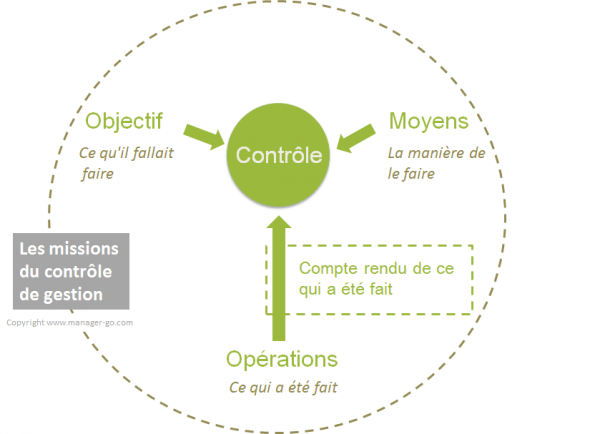 Objectif
Ce qu'il fallait
faire
Contrôle
Moyens
La manière de
le faire
Les missions
du contrôle
de gestion
Copyright www.manager-go.com
Compte rendu de ce
qui a été fait
Opérations
Ce qui a été fait